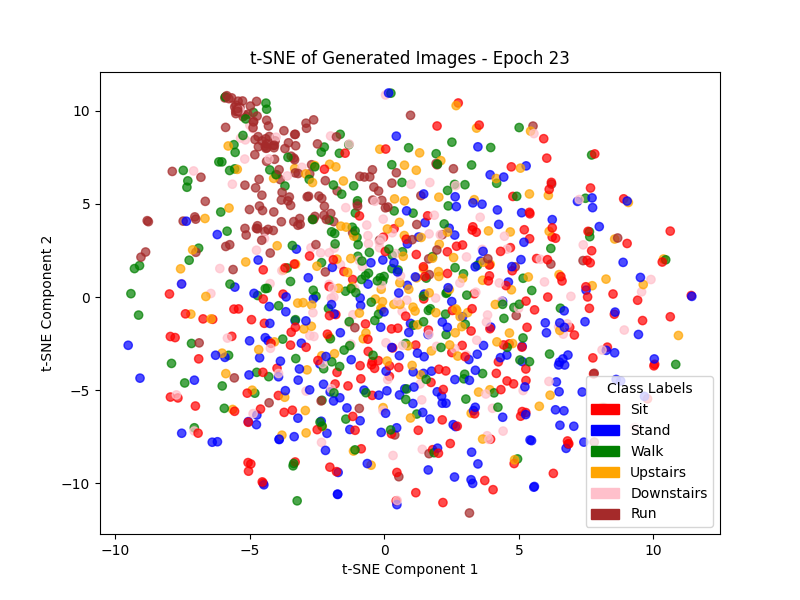 t-SNE of Generated Images - Epoch 23
t-SNE Component 2
10
5
0
−5
−10
Class Labels
Sit
Stand
Walk
Upstairs
Downstairs
Run
−10
−5
0
5
10
t-SNE Component 1